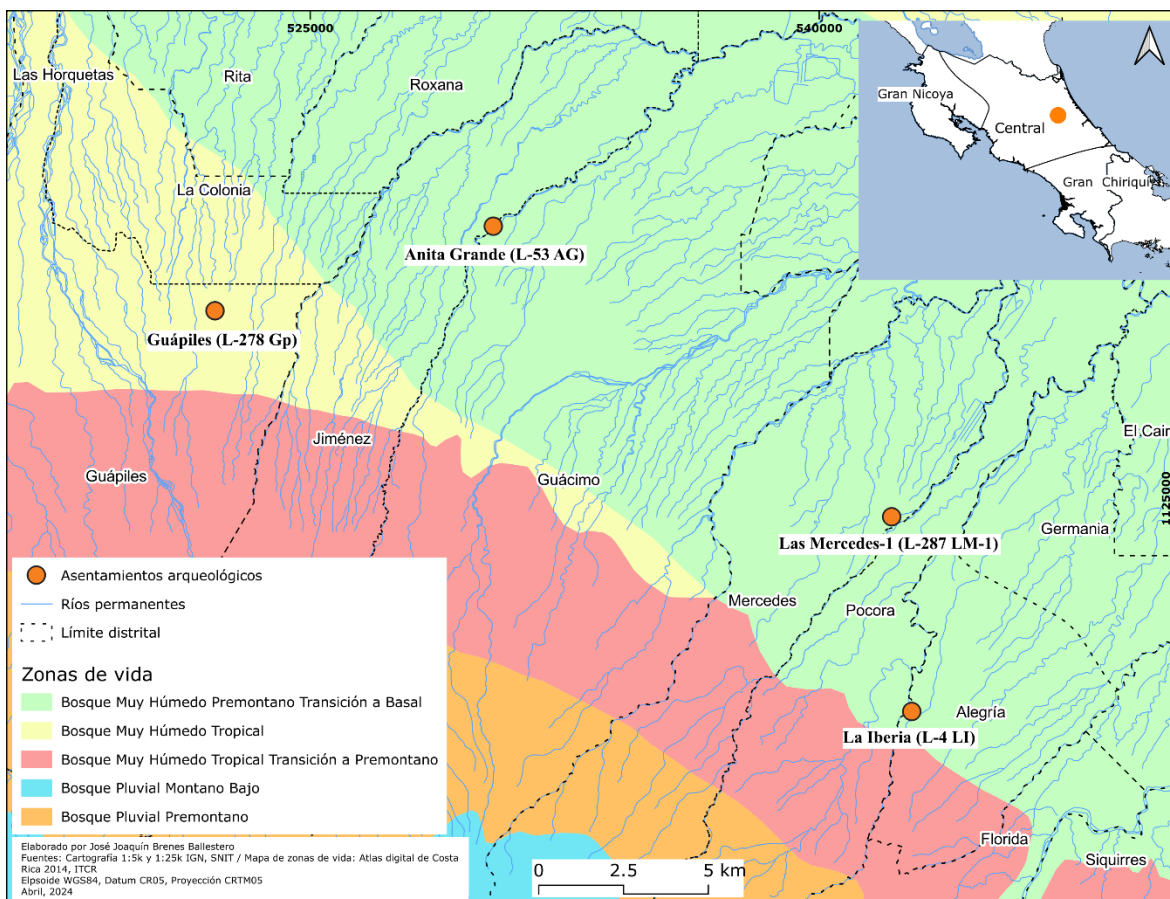 525000
540000
Las Horquetas
Rita
Roxana
Gran Nicoya
Central
Gran Chiriquí
La Colonia
Anita Grande (L-53 AG)
Guápiles (L-278 Gp)
Jiménez
Guápiles
Guácimo
El Cair
1125000
Germania
Las Mercedes-1 (L-287 LM-1)
Mercedes
Pocora
Alegría
La Iberia (L-4 LI)
Florida
Siquirres
Asentamientos arqueológicos
Ríos permanentes
Límite distrital
Zonas de vida
Bosque Muy Húmedo Premontano Transición a Basal
Bosque Muy Húmedo Tropical
Bosque Muy Húmedo Tropical Transición a Premontano
Bosque Pluvial Montano Bajo
Bosque Pluvial Premontano
Elaborado por José Joaquín Brenes Ballestero
Fuentes: Cartografía 1:5k y 1:25k IGN, SNIT / Mapa de zonas de vida: Atlas digital de Costa
Rica 2014, ITCR
Elpsoide WGS84, Datum CR05, Proyección CRTM05
Abril, 2024
0 2.5 5 km